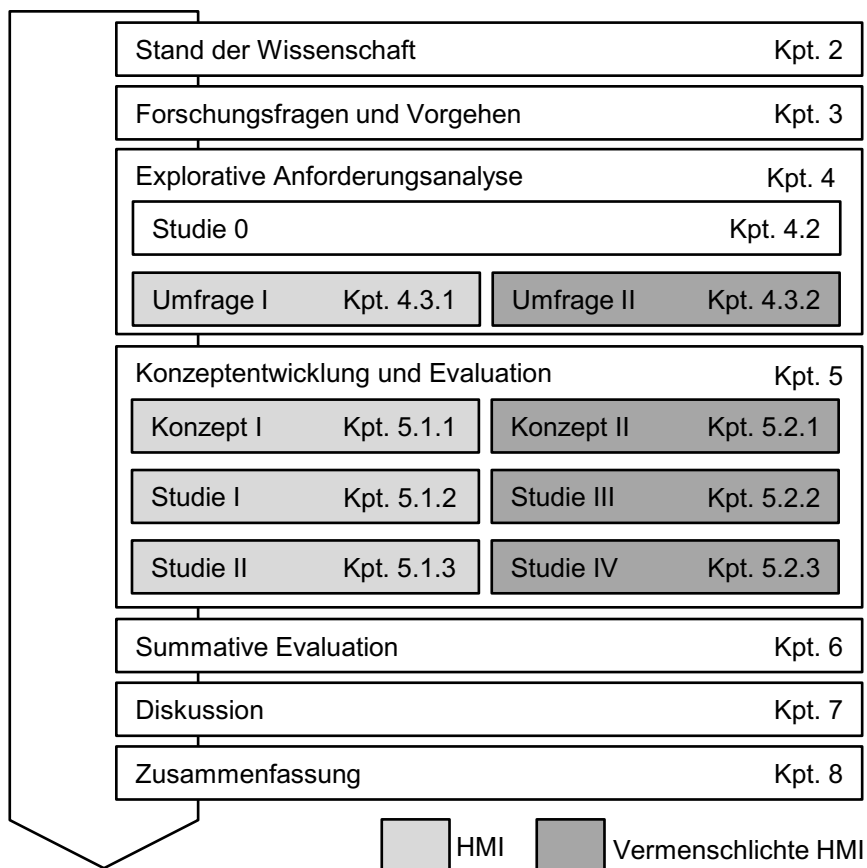 Stand der Wissenschaft Kpt. 2
Forschungsfragen und Vorgehen Kpt. 3
Explorative Anforderungsanalyse Kpt. 4
Studie 0 Kpt. 4.2
Umfrage I Kpt. 4.3.1 Umfrage II Kpt. 4.3.2
Konzeptentwicklung und Evaluation Kpt. 5
Konzept I Kpt. 5.1.1 Konzept II Kpt. 5.2.1
Studie I Kpt. 5.1.2 Studie III Kpt. 5.2.2
Studie II Kpt. 5.1.3 Studie IV Kpt. 5.2.3
Summative Evaluation Kpt. 6
Diskussion Kpt. 7
Zusammenfassung Kpt. 8
HMI Vermenschlichte HMI